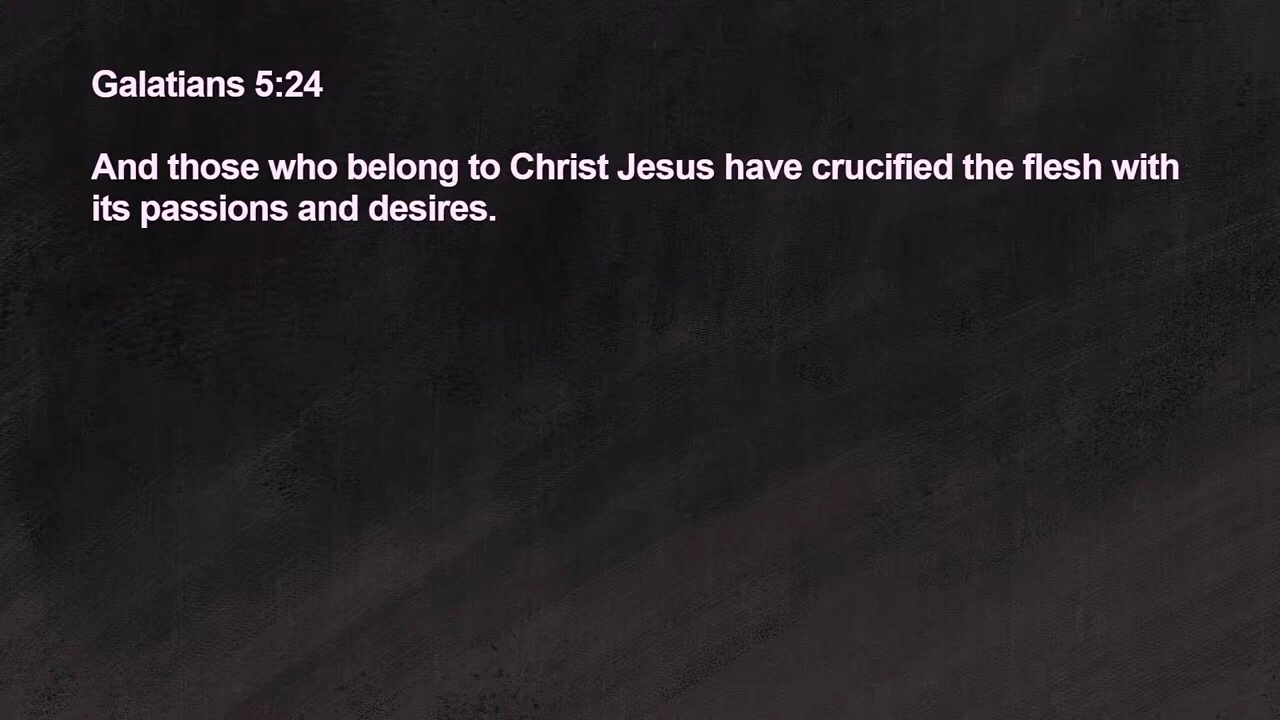 Galatians 5:24
And those who belong to Christ Jesus have crucified the flesh with
its passions and desires.